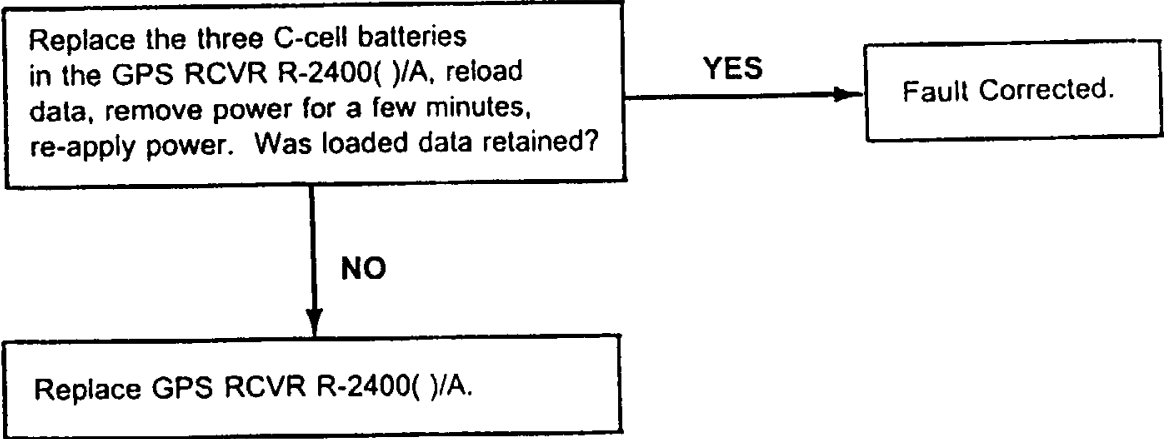 Replace the three C-cell batteries
in the GPS RCVR R-2400( )/A, reload
data, remove power for a few minutes,
re-apply power. Was loaded data retained?
YES
Fault Corrected.
NO
Replace GPS RCVR R-2400( )/A.